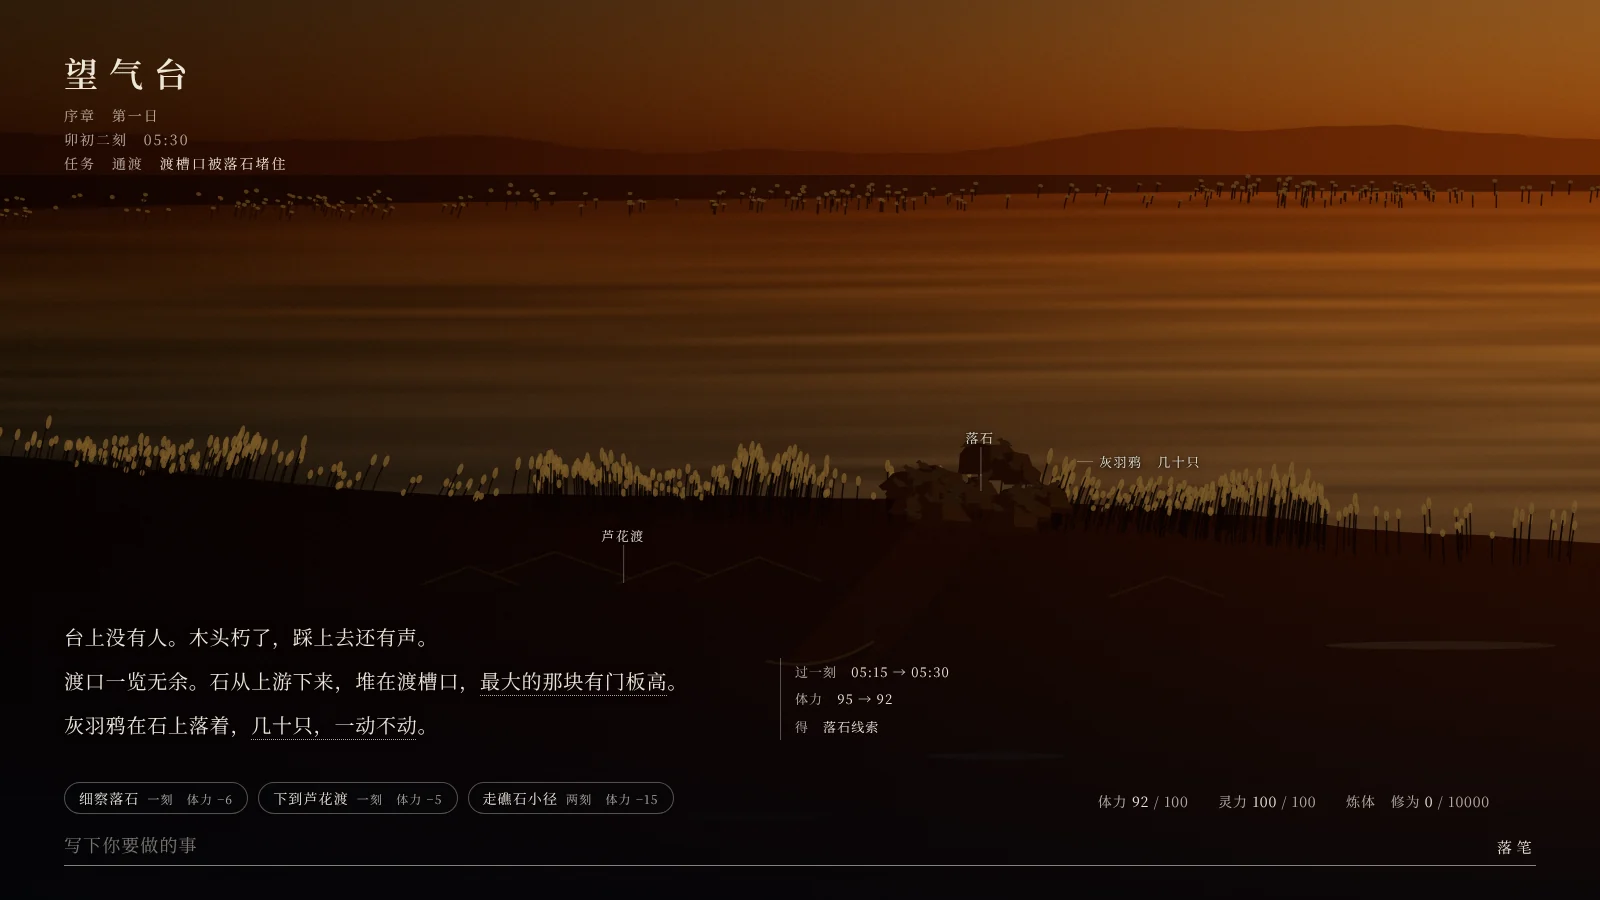 望气台
序章 第一日
卯初二刻 05:30
任务 通渡 渡槽口被落石堵住
落石
灰羽鸦 几十只
芦花渡
台上没有人。木头朽了，踩上去还有声。
渡口一览无余。石从上游下来，堆在渡槽口，最大的那块有门板高。
灰羽鸦在石上落着，几十只，一动不动。
过一刻 05:15 → 05:30
体力 95 → 92
得 落石线索
细察落石 一刻 体力 −6
下到芦花渡 一刻 体力 −5
走礁石小径 两刻 体力 −15
体力 92 / 100 灵力 100 / 100 炼体 修为 0 / 10000
写下你要做的事
落笔